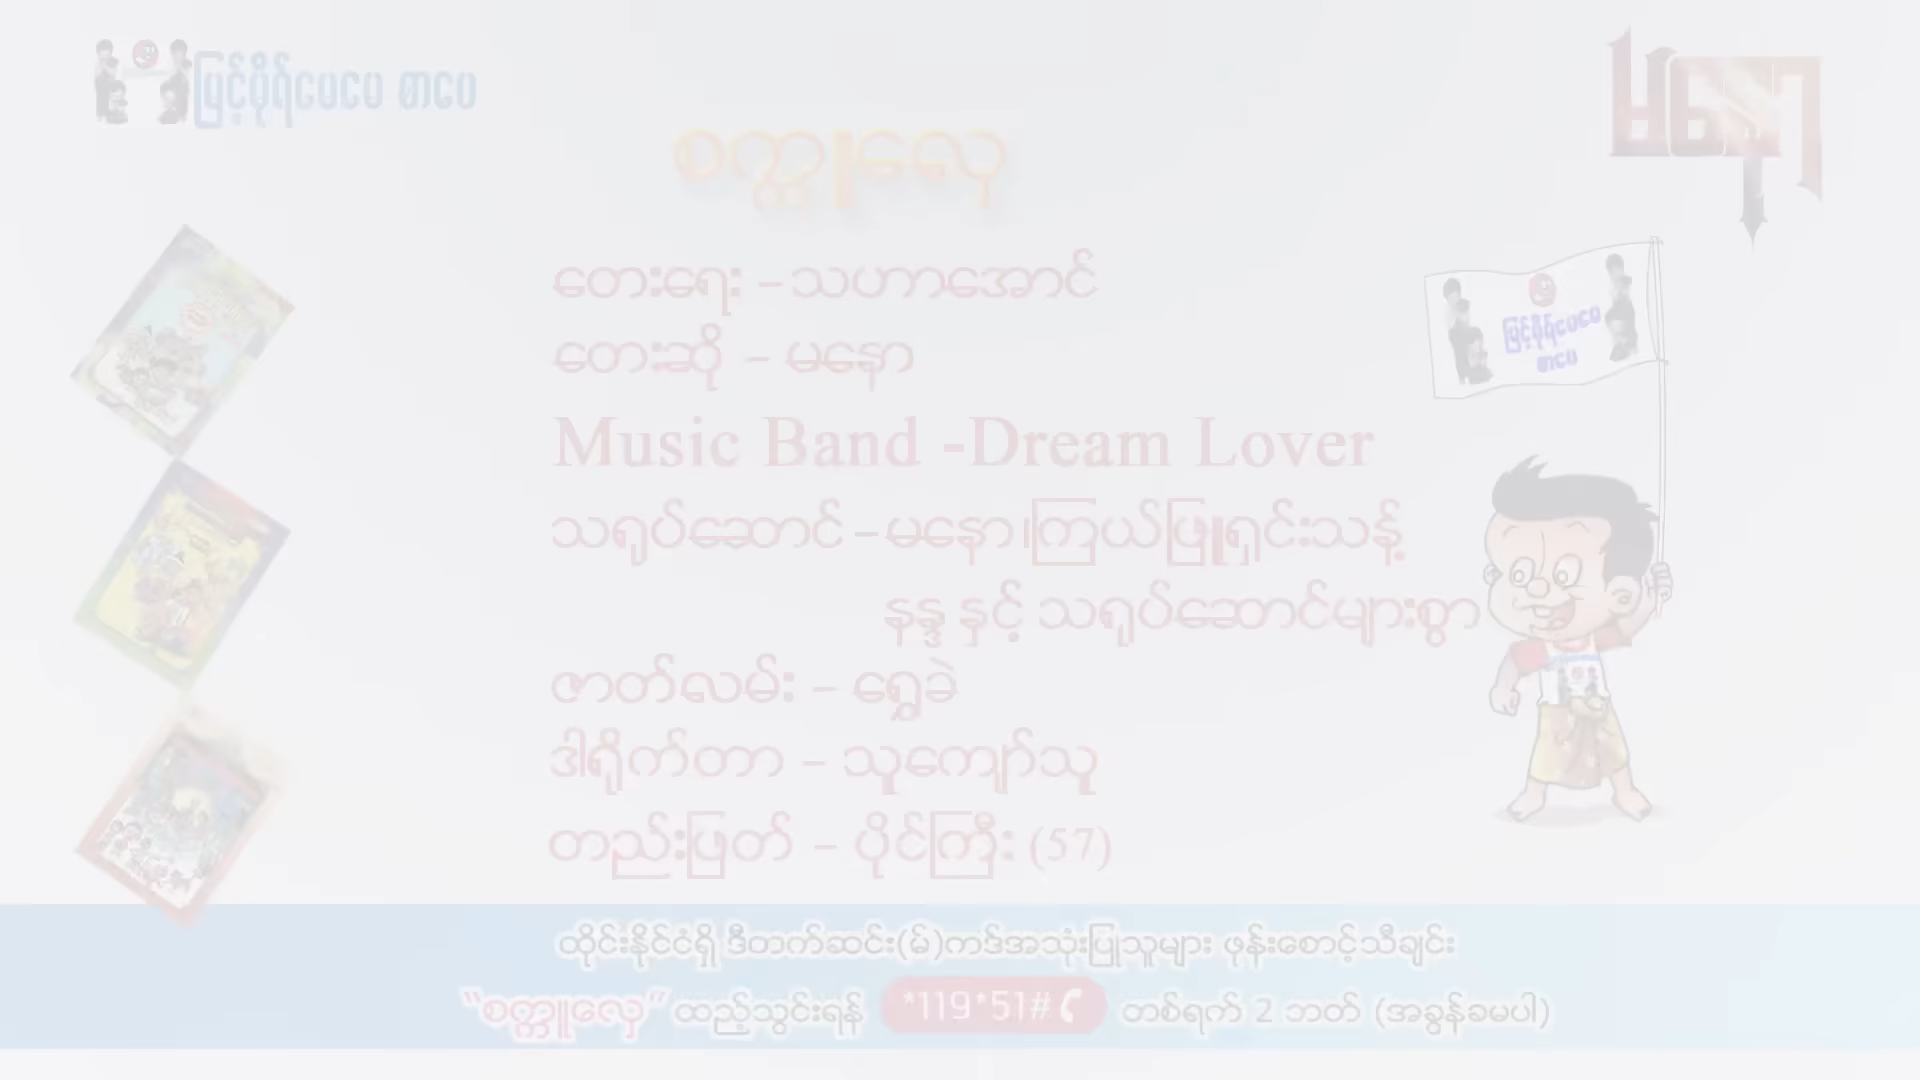 ပြင့်မိုရ်မေမေ စာပေ
မနော
စက္ကူလှေ
တေးရေး – သဟာအောင်
တေးဆို – မနော
Music Band -Dream Lover
သရုပ်ဆောင် – မနော၊ကြယ်ဖြူရှင်းသန့်
နန္ဒ နှင့် သရုပ်ဆောင်များစွာ
ဇာတ်လမ်း – ရွှေခဲ
ဒါရိုက်တာ – သူကျော်သူ
တည်းဖြတ် – ပိုင်ကြီး (57)
ထိုင်းနိုင်ငံရှိ ဒီတက်ဆင်း(မ်)ကဒ်အသုံးပြုသူများ ဖုန်းစောင့်သီချင်း
"စက္ကူလှေ" ထည့်သွင်းရန် *119*51# တစ်ရက် 2 ဘတ် (အခွန်ခမပါ)